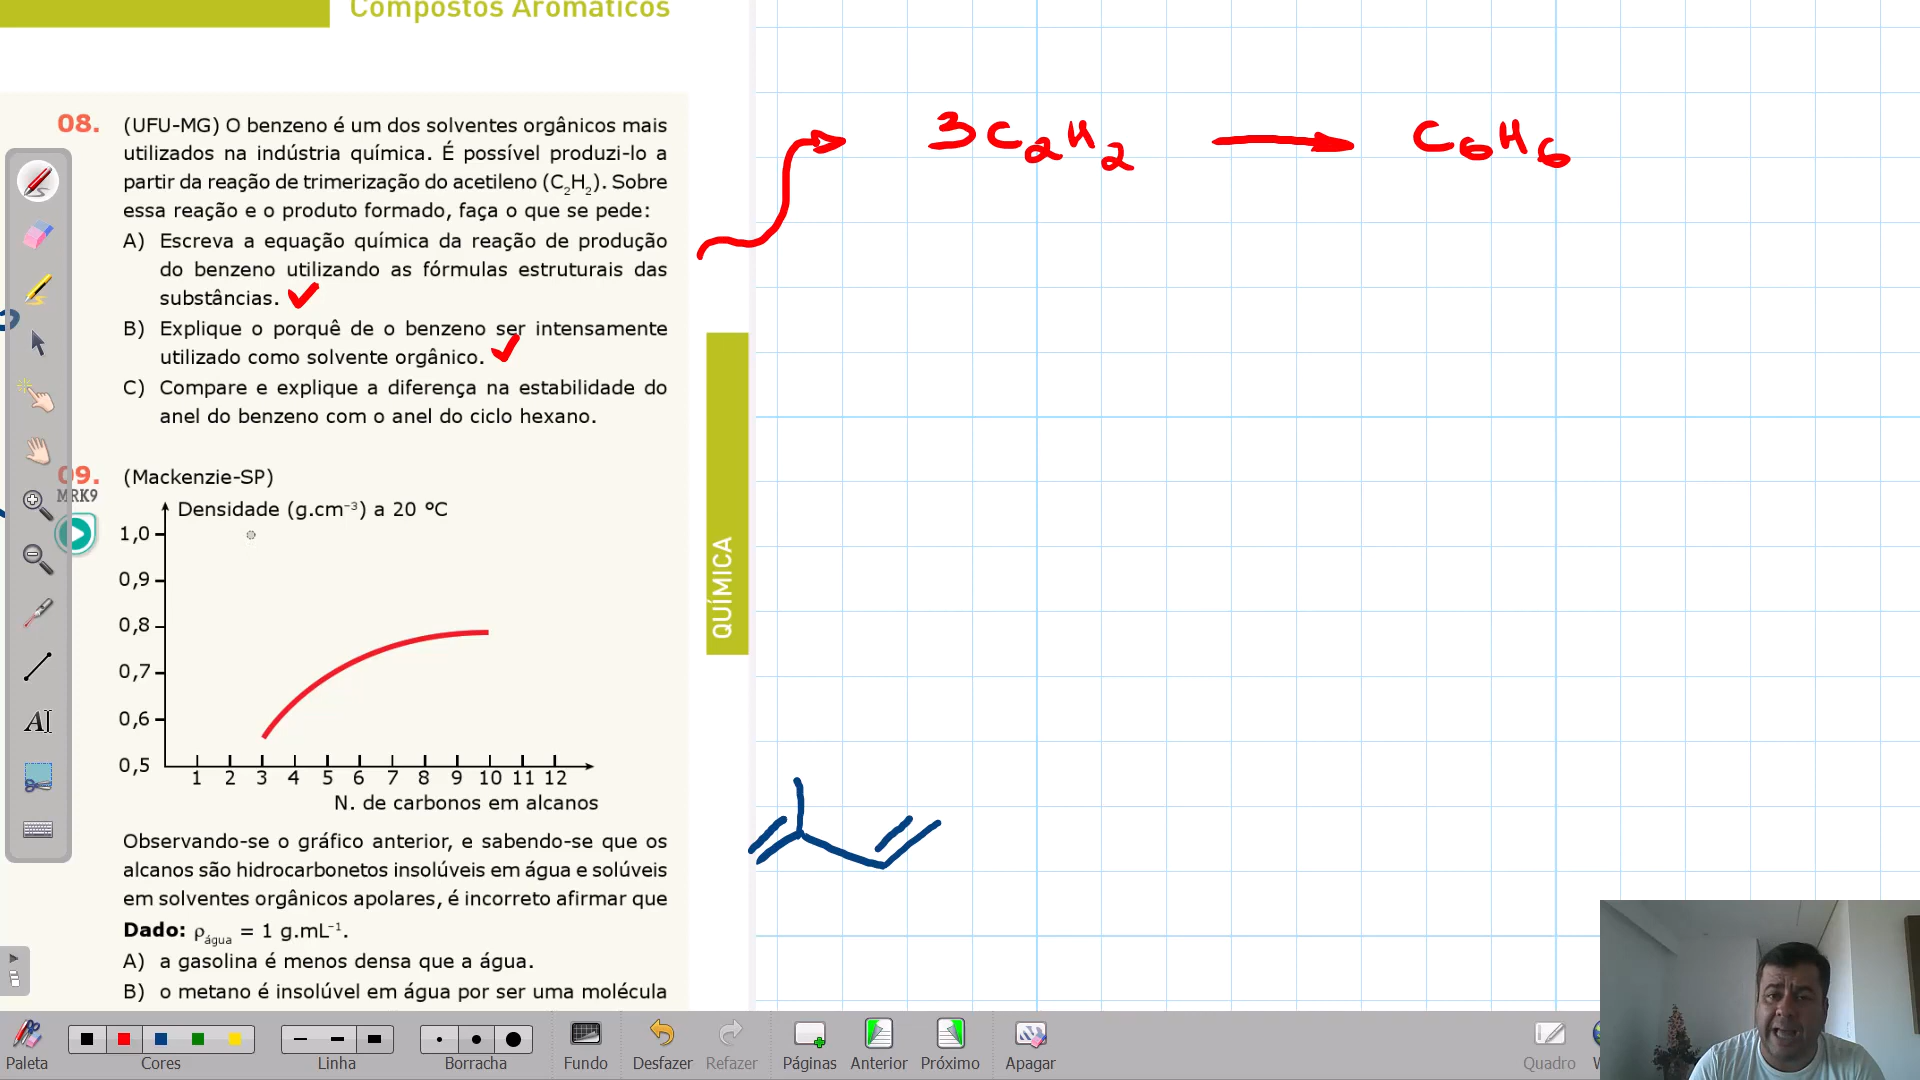 Compostos Aromáticos
08. (UFU-MG) O benzeno é um dos solventes orgânicos mais
utilizados na indústria química. É possível produzi-lo a
partir da reação de trimerização do acetileno (C₂H₂). Sobre
essa reação e o produto formado, faça o que se pede:
A) Escreva a equação química da reação de produção
do benzeno utilizando as fórmulas estruturais das
substâncias.
B) Explique o porquê de o benzeno ser intensamente
utilizado como solvente orgânico.
C) Compare e explique a diferença na estabilidade do
anel do benzeno com o anel do ciclo hexano.
09. (Mackenzie-SP)
MRK9
Densidade (g.cm⁻³) a 20 ºC
1,0
0,9
0,8
0,7
0,6
0,5
1 2 3 4 5 6 7 8 9 10 11 12
N. de carbonos em alcanos
Observando-se o gráfico anterior, e sabendo-se que os
alcanos são hidrocarbonetos insolúveis em água e solúveis
em solventes orgânicos apolares, é incorreto afirmar que
Dado: ρágua = 1 g.mL⁻¹.
A) a gasolina é menos densa que a água.
B) o metano é insolúvel em água por ser uma molécula
QUÍMICA
3C₂H₂ → C₆H₆
AI
Paleta Cores Linha Borracha Fundo Desfazer Refazer Páginas Anterior Próximo Apagar Quadro